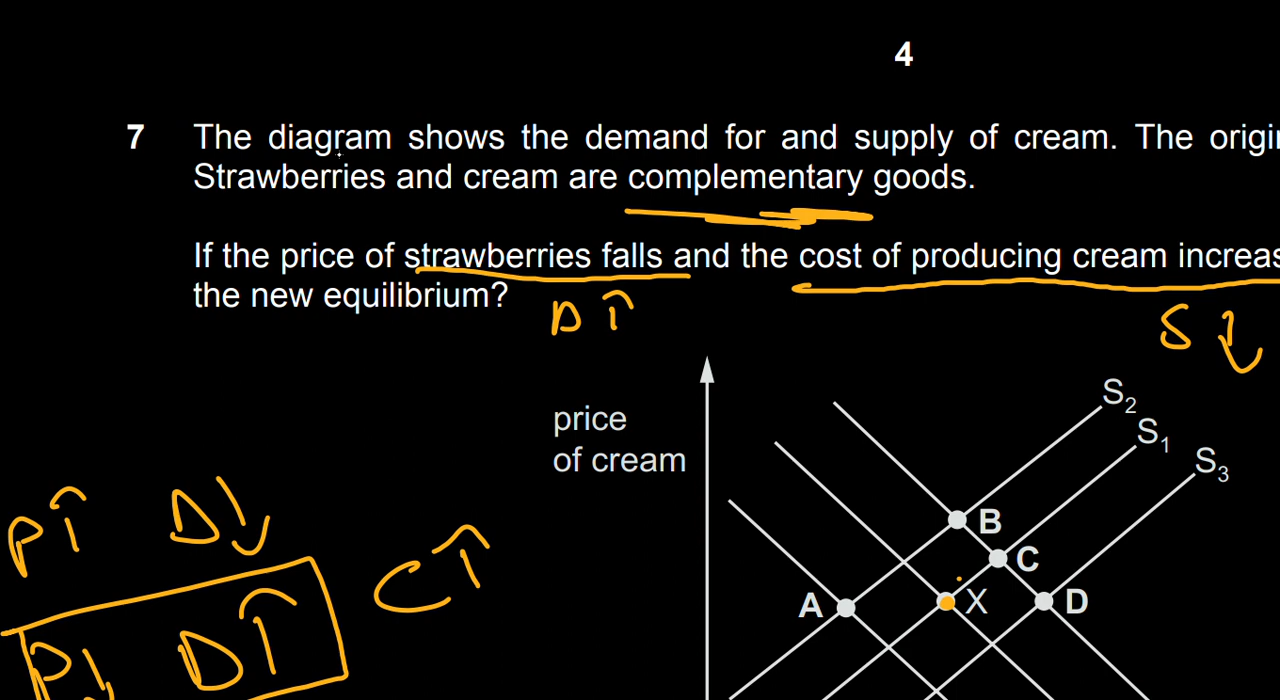 4
7 The diagram shows the demand for and supply of cream. The origi
Strawberries and cream are complementary goods.
If the price of strawberries falls and the cost of producing cream increas
the new equilibrium?
D↑
S↓
price
of cream
S2
S1
S3
P↑ D↓
C↑
B
C
A
X
D
P↓ D↑